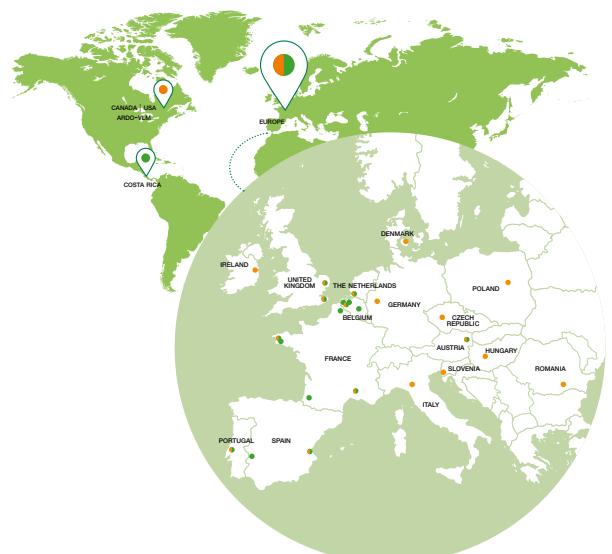 CANADA | USA
ARDO-VLM
EUROPE
COSTA RICA
DENMARK
IRELAND
UNITED
KINGDOM
THE NETHERLANDS
POLAND
GERMANY
BELGIUM
CZECH
REPUBLIC
AUSTRIA
HUNGARY
FRANCE
SLOVENIA
ROMANIA
ITALY
PORTUGAL
SPAIN